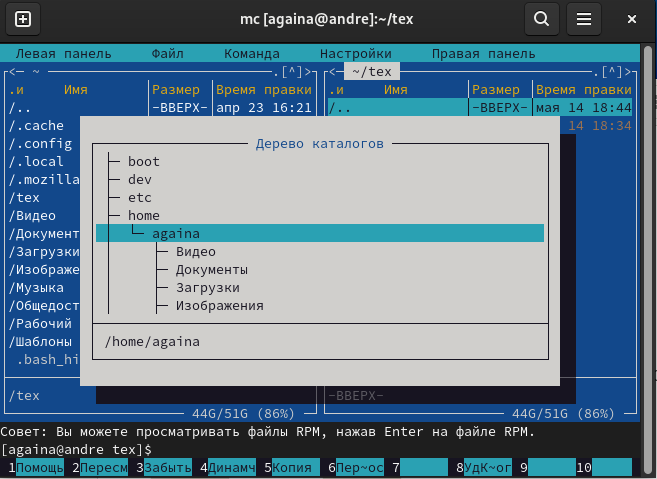 mc [againa@andre]:~/tex
Левая панель Файл Команда Настройки Правая панель
<─ ~ .[^]> <─ ~/tex .[^]>
.и Имя Размер Время правки .и Имя Размер Время правки
/.. -ВВЕРХ- апр 23 16:21 /.. -ВВЕРХ- мая 14 18:44
/.cache 14 18:34
/.config Дерево каталогов
/.local boot
/.mozilla dev
/tex etc
/Видео home
/Документ againa
/Загрузки Видео
/Изображе Документы
/Музыка Загрузки
/Общедост Изображения
/Рабочий
/Шаблоны /home/againa
.bash_hi
/tex -ВВЕРХ-
44G/51G (86%) 44G/51G (86%)
Совет: Вы можете просматривать файлы RPM, нажав Enter на файле RPM.
[againa@andre tex]$
1Помощь 2Пересм 3Забыть 4Динамч 5Копия 6Пер~ос 7 8УдК~ог 9 10